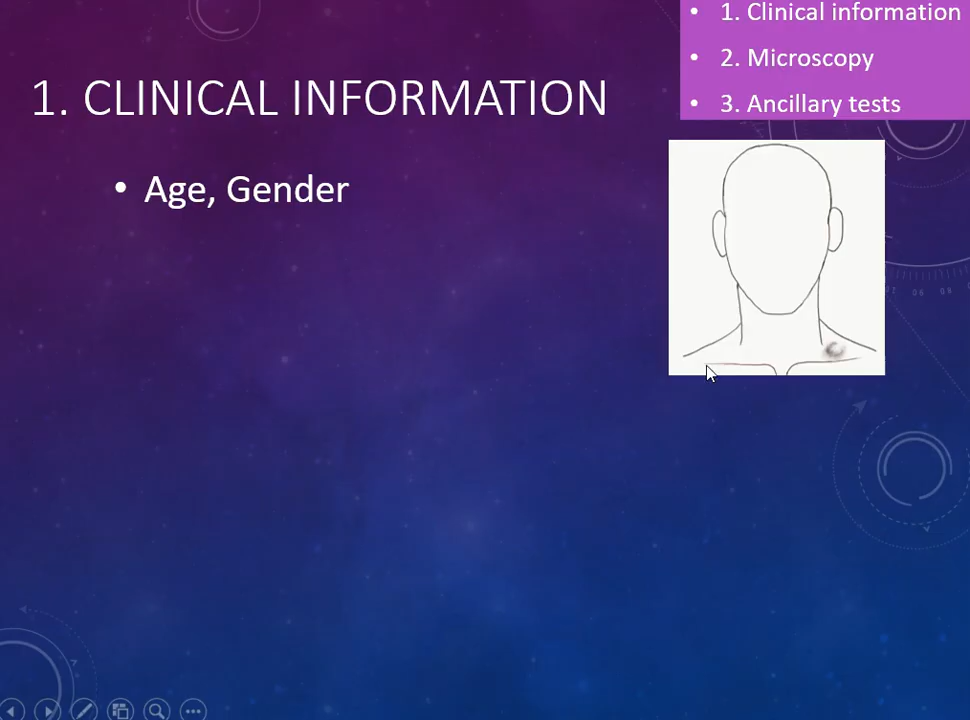 1. Clinical information
2. Microscopy
3. Ancillary tests
1. CLINICAL INFORMATION
Age, Gender